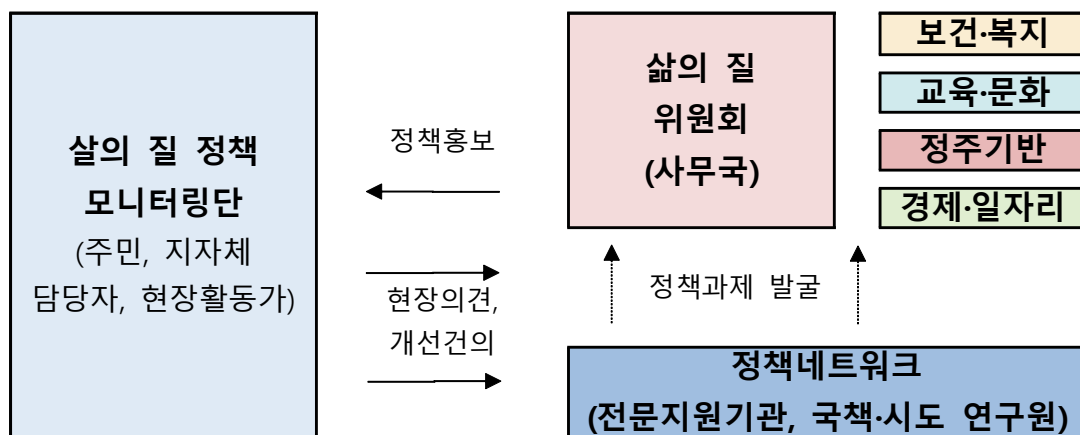 살의 질 정책
모니터링단
(주민, 지자체
담당자, 현장활동가)
정책홍보
현장의견,
개선건의
삶의 질
위원회
(사무국)
보건·복지
교육·문화
정주기반
경제·일자리
정책과제 발굴
정책네트워크
(전문지원기관, 국책·시도 연구원)